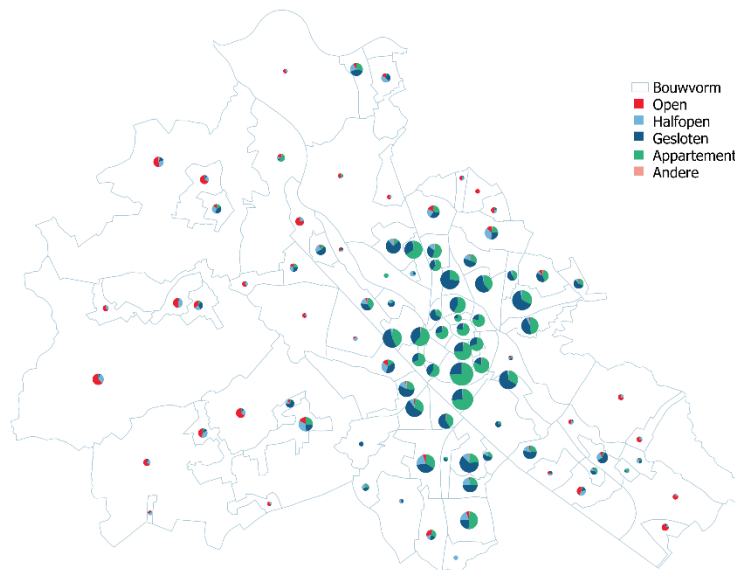 Bouwvorm
Open
Halfopen
Gesloten
Appartement
Andere